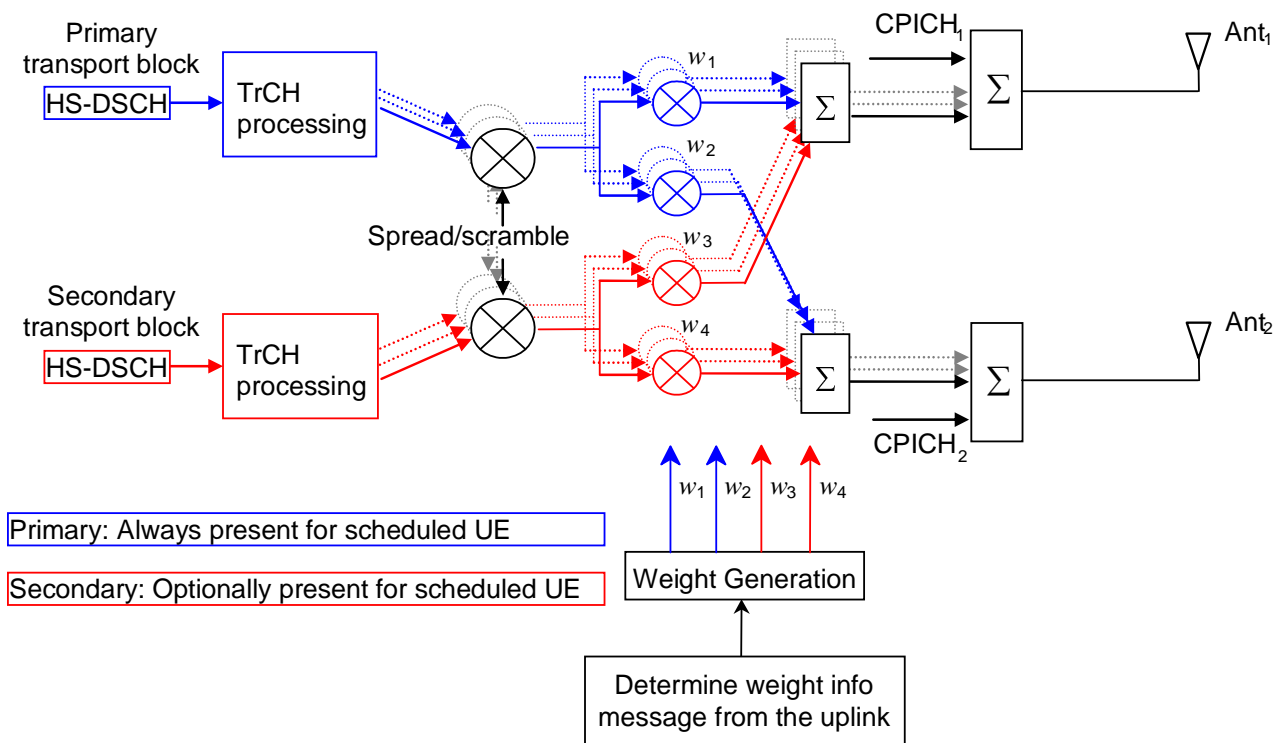 Primary
transport block
HS-DSCH
TrCH
processing
w1
w2
Σ
CPICH1
Σ
Ant1
Spread/scramble
Secondary
transport block
HS-DSCH
TrCH
processing
w3
w4
Σ
CPICH2
Σ
Ant2
w1 w2 w3 w4
Primary: Always present for scheduled UE
Secondary: Optionally present for scheduled UE
Weight Generation
Determine weight info
message from the uplink